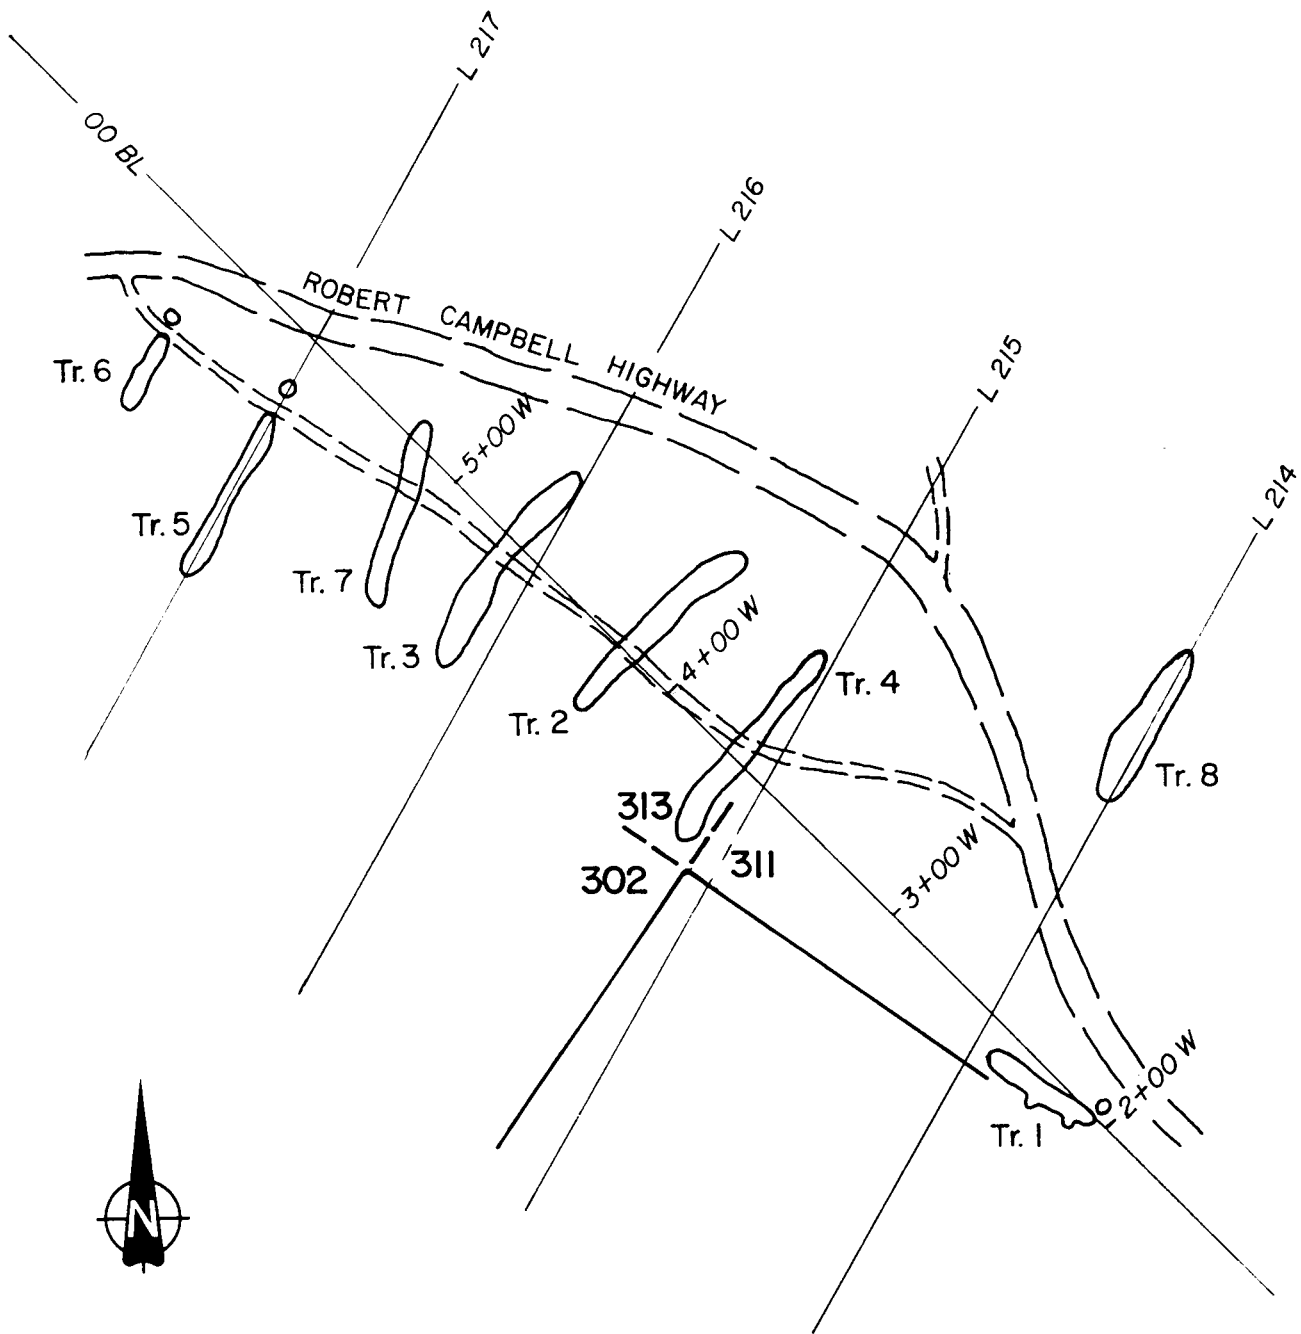 L 217
00 BL
L 216
ROBERT CAMPBELL HIGHWAY
L 215
Tr. 6
5+00 W
L 214
Tr. 5
Tr. 7
4+00 W
Tr. 3
Tr. 4
Tr. 2
Tr. 8
313
311
302
3+00 W
2+00 W
Tr. 1
N